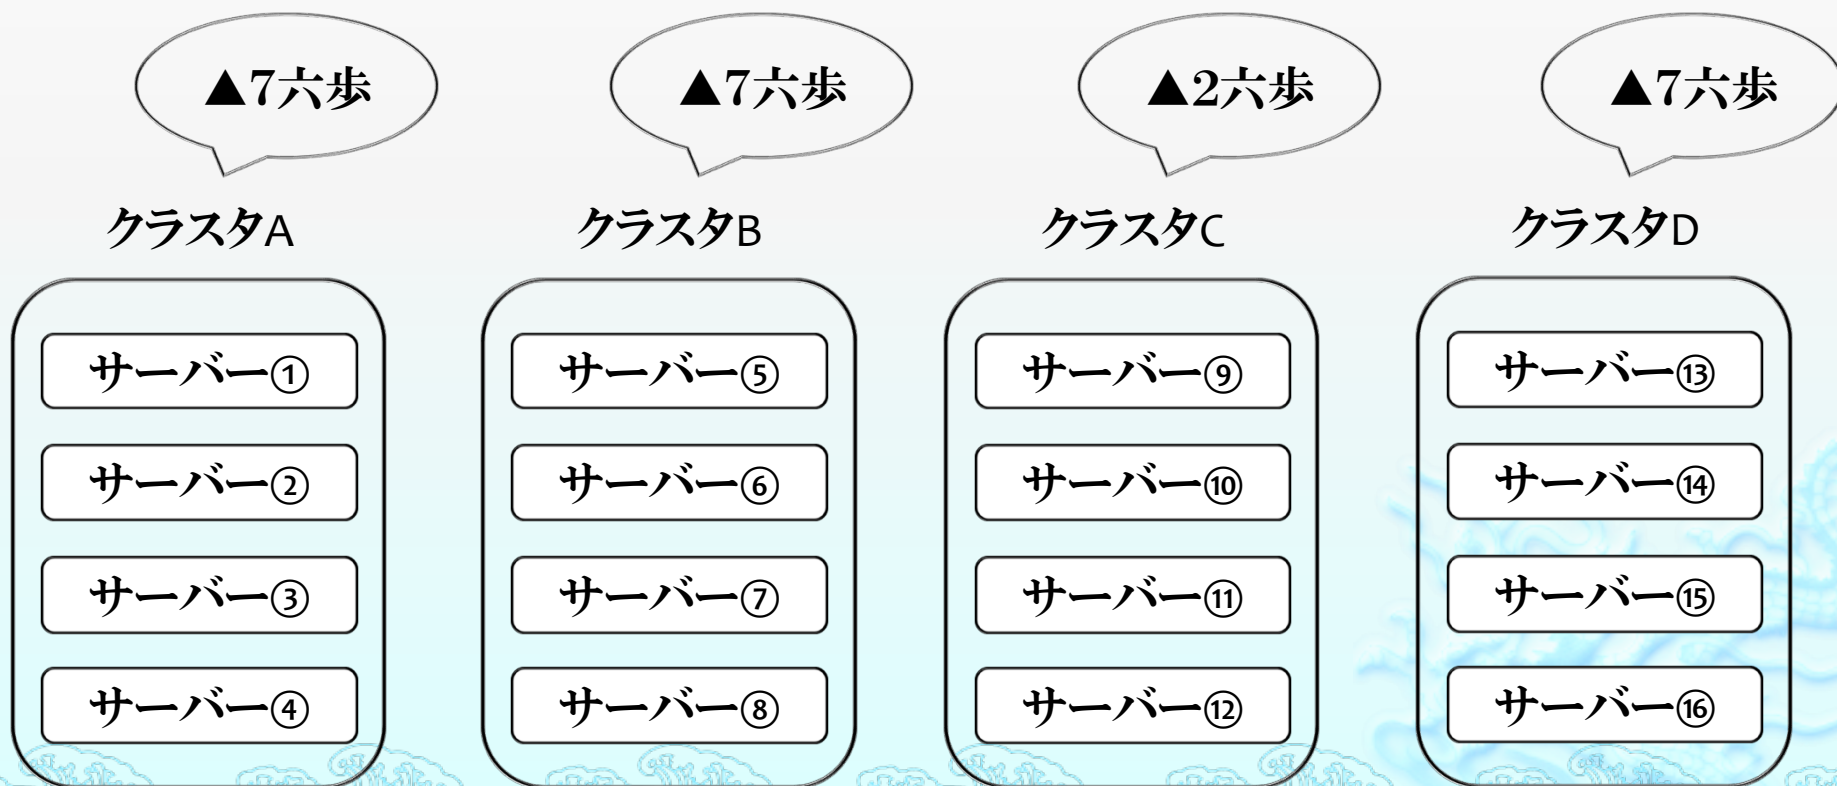 ▲7六歩
▲7六歩
▲2六歩
▲7六歩
クラスタA
クラスタB
クラスタC
クラスタD
サーバー①
サーバー②
サーバー③
サーバー④
サーバー⑤
サーバー⑥
サーバー⑦
サーバー⑧
サーバー⑨
サーバー⑩
サーバー⑪
サーバー⑫
サーバー⑬
サーバー⑭
サーバー⑮
サーバー⑯